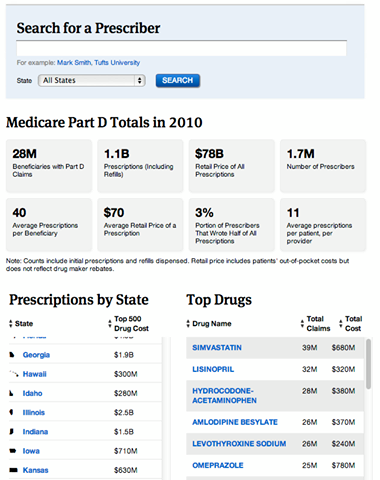 Search for a Prescriber
For example: Mark Smith, Tufts University
State All States SEARCH
Medicare Part D Totals in 2010
28M
Beneficiaries with Part D
Claims
1.1B
Prescriptions (Including
Refills)
$78B
Retail Price of All
Prescriptions
1.7M
Number of Prescribers
40
Average Prescriptions
per Beneficiary
$70
Average Retail Price of a
Prescription
3%
Portion of Prescribers
That Wrote Half of All
Prescriptions
11
Average prescriptions
per patient, per
provider
Note: Counts include initial prescriptions and refills dispensed. Retail price includes patients' out-of-pocket costs but
does not reflect drug maker rebates.
Prescriptions by State
State Top 500
Drug Cost
Georgia $1.9B
Hawaii $300M
Idaho $280M
Illinois $2.5B
Indiana $1.5B
Iowa $710M
Kansas $630M
Top Drugs
Drug Name Total
Claims Total
Cost
SIMVASTATIN 39M $680M
LISINOPRIL 32M $320M
HYDROCODONE-
ACETAMINOPHEN 28M $380M
AMLODIPINE BESYLATE 26M $370M
LEVOTHYROXINE SODIUM 26M $240M
OMEPRAZOLE 25M $780M